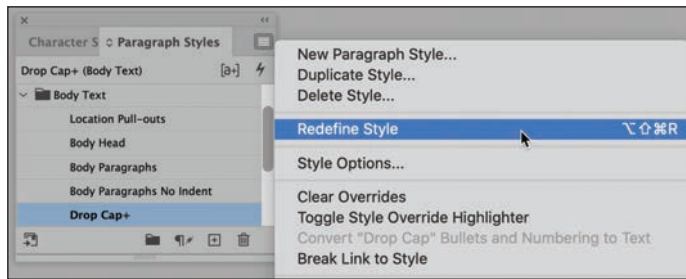 Character S Paragraph Styles
Drop Cap+ (Body Text) [a+]
Body Text
Location Pull-outs
Body Head
Body Paragraphs
Body Paragraphs No Indent
Drop Cap+
New Paragraph Style...
Duplicate Style...
Delete Style...
Redefine Style ⌥⇧⌘R
Style Options...
Clear Overrides
Toggle Style Override Highlighter
Convert "Drop Cap" Bullets and Numbering to Text
Break Link to Style